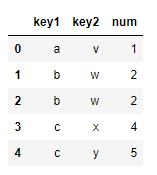 key1 key2 num
0 a v 1
1 b w 2
2 b w 2
3 c x 4
4 c y 5